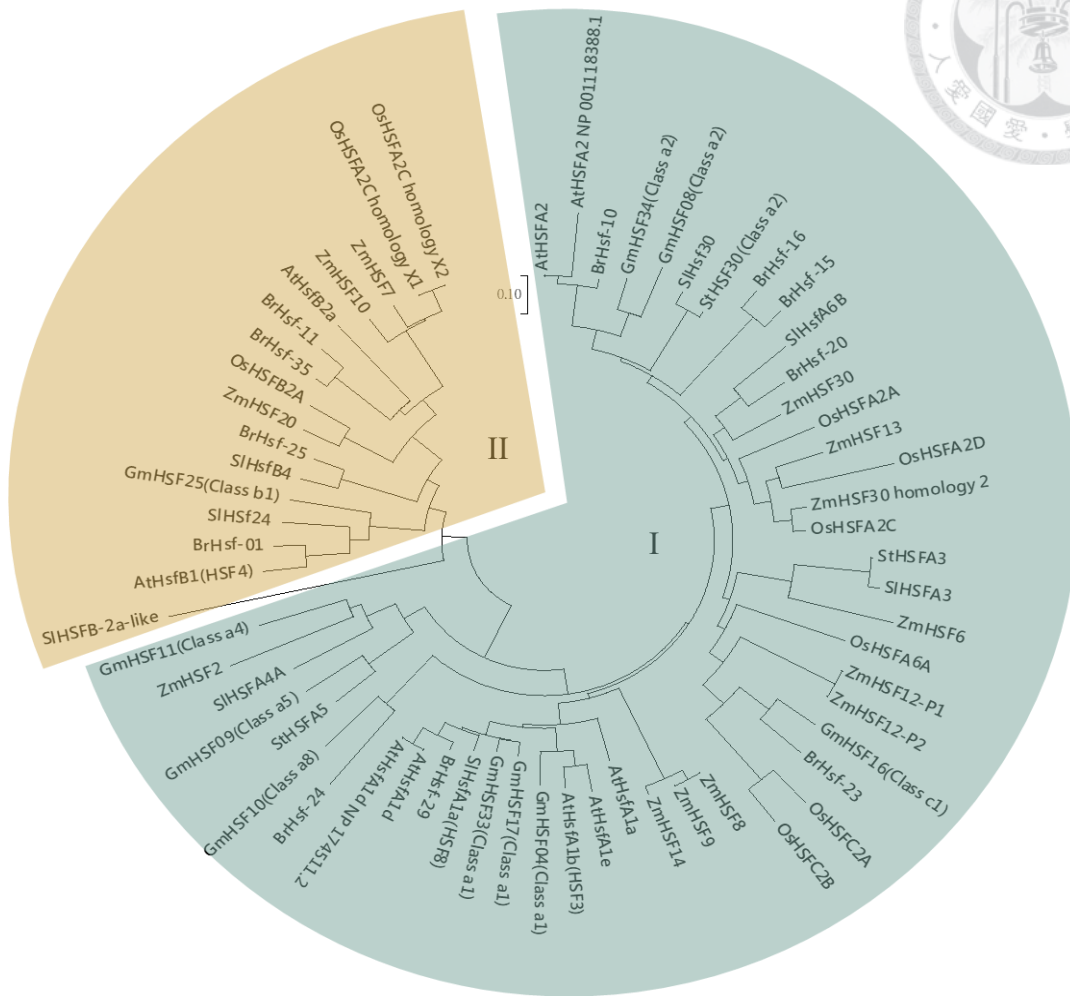 OsHSFA2C homology X2
OsHSFA2C homology X1
ZmHSF7
ZmHSF10
AtHsfB2a
BrHsf-11
BrHsf-35
OsHSFB2A
ZmHSF20
BrHsf-25
SlHsfB4
GmHSF25(Class b1)
SlHSf24
BrHsf-01
AtHsfB1(HSF4)
SlHSFB-2a-like
II
0.10
I
AtHSFA2
AtHSFA2 NP 001118388.1
BrHsf-10
GmHSF34(Class a2)
GmHSF08(Class a2)
SlHsf30
StHSF30(Class a2)
BrHsf-16
BrHsf-15
SlHsfA6B
BrHsf-20
ZmHSF30
OsHSFA2A
ZmHSF13
OsHSFA2D
ZmHSF30 homology 2
OsHSFA2C
StHSFA3
SlHSFA3
ZmHSF6
OsHSFA6A
ZmHSF12-P1
ZmHSF12-P2
GmHSF16(Class c1)
BrHsf-23
OsHSFC2A
OsHSFC2B
ZmHSF8
ZmHSF9
ZmHSF14
AtHsfA1a
AtHsfA1e
AtHsfA1b(HSF3)
GmHSF04(Class a1)
GmHSF17(Class a1)
GmHSF33(Class a1)
SlHsfA1a(HSF8)
BrHsf-29
AtHsfA1d
AtHsfA1d NP 174511.2
BrHsf-24
GmHSF10(Class a8)
StHSFA5
GmHSF09(Class a5)
SlHSFA4A
ZmHSF2
GmHSF11(Class a4)
人愛國愛